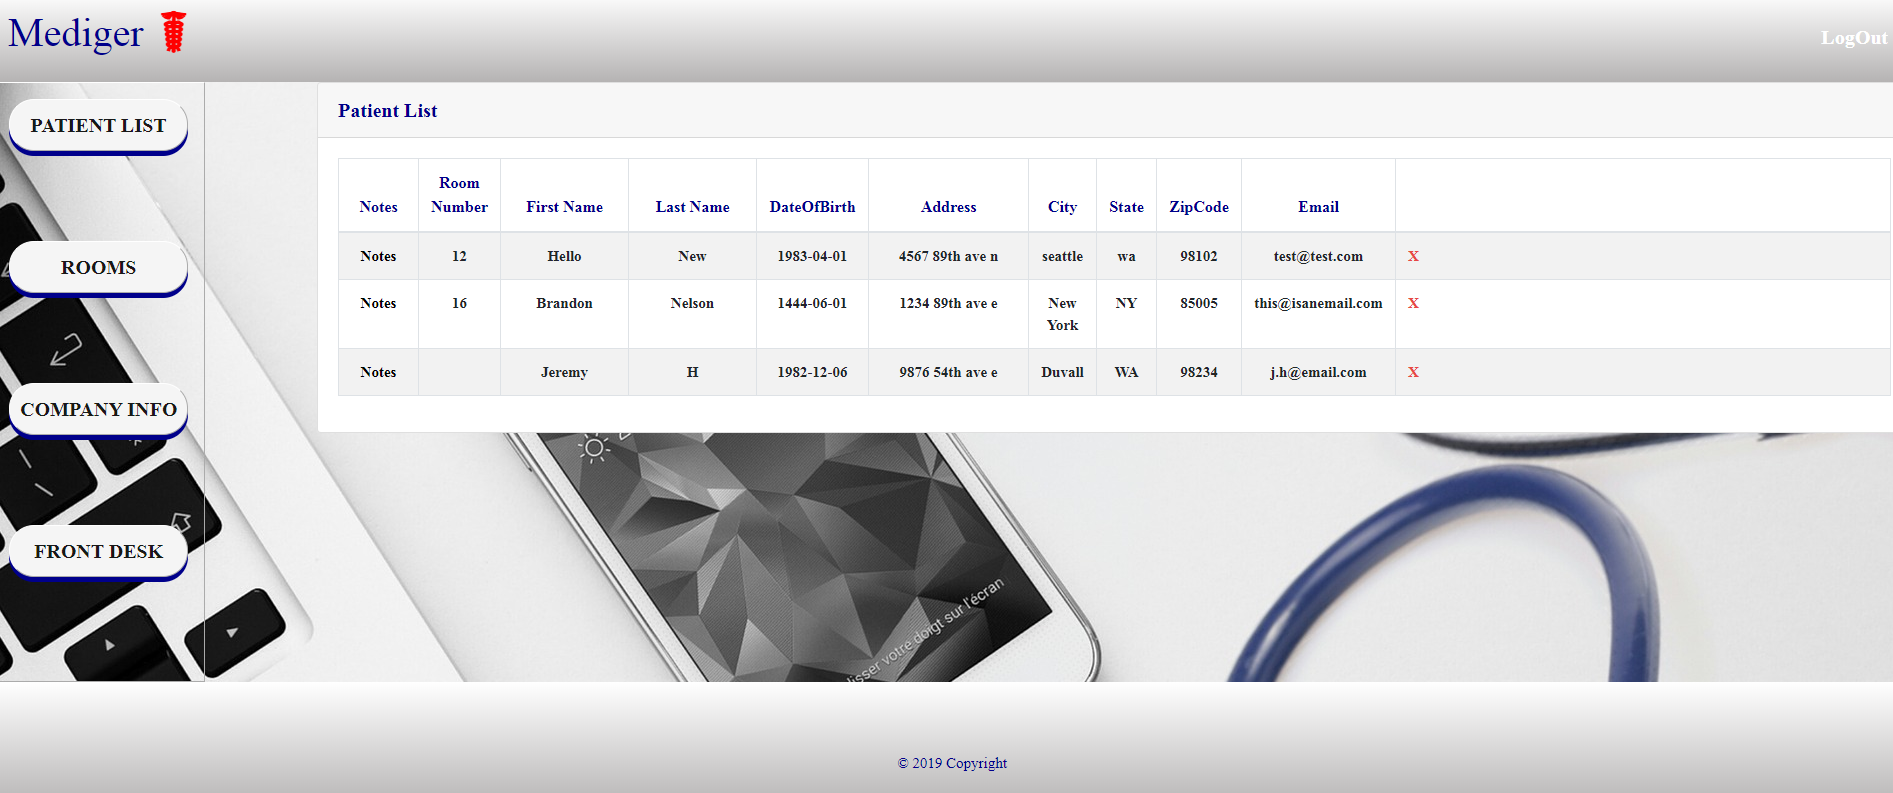 Mediger
LogOut
PATIENT LIST
ROOMS
COMPANY INFO
FRONT DESK
Patient List
Notes Room Number First Name Last Name DateOfBirth Address City State ZipCode Email
Notes 12 Hello New 1983-04-01 4567 89th ave n seattle wa 98102 test@test.com X
Notes 16 Brandon Nelson 1444-06-01 1234 89th ave e New York NY 85005 this@isanemail.com X
Notes Jeremy H 1982-12-06 9876 54th ave e Duvall WA 98234 j.h@email.com X
votre doigt sur l'écran
© 2019 Copyright